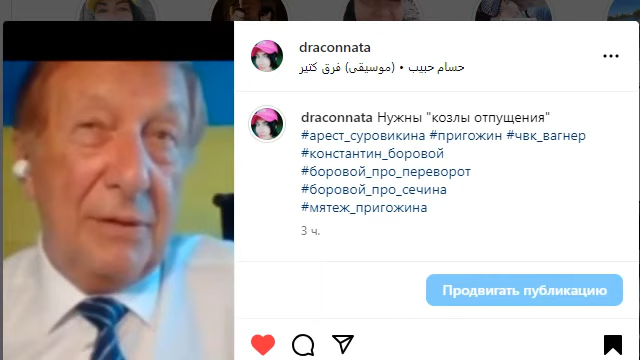 draconnata
حسام حبيب • (موسيقى) فرق كتير
draconnata Нужны "козлы отпущения"
#арест_суровикина #пригожин #чвк_вагнер
#константин_боровой
#боровой_про_переворот
#боровой_про_сечина
#мятеж_пригожина
3 ч.
Продвигать публикацию